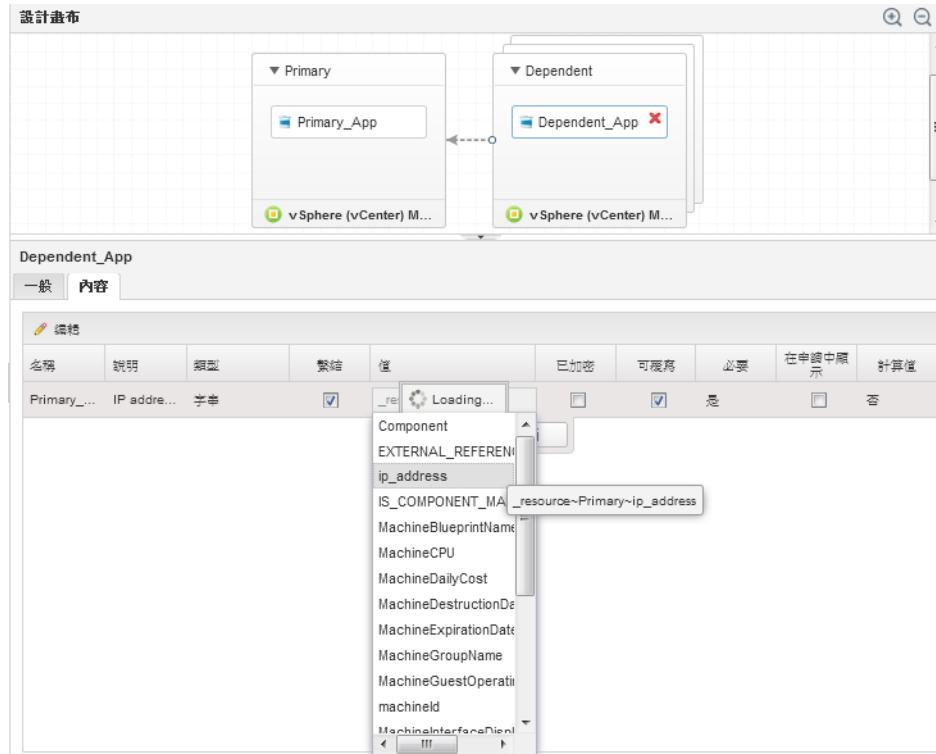 設計畫布
Primary
Dependent
Primary_App
Dependent_App
vSphere (vCenter) M...
vSphere (vCenter) M...
Dependent_App
一般
內容
編輯
名稱 說明 類型 繫結 值 已加密 可覆寫 必要 在申請中顯示 計算值
Primary_... IP addre... 字串 _res Loading... 是 否
Component
EXTERNAL_REFEREN
ip_address
IS_COMPONENT_MA
_resource~Primary~ip_address
MachineBlueprintName
MachineCPU
MachineDailyCost
MachineDestructionDa
MachineExpirationDate
MachineGroupName
MachineGuestOperati
machineId
MachineInterfaceDispl